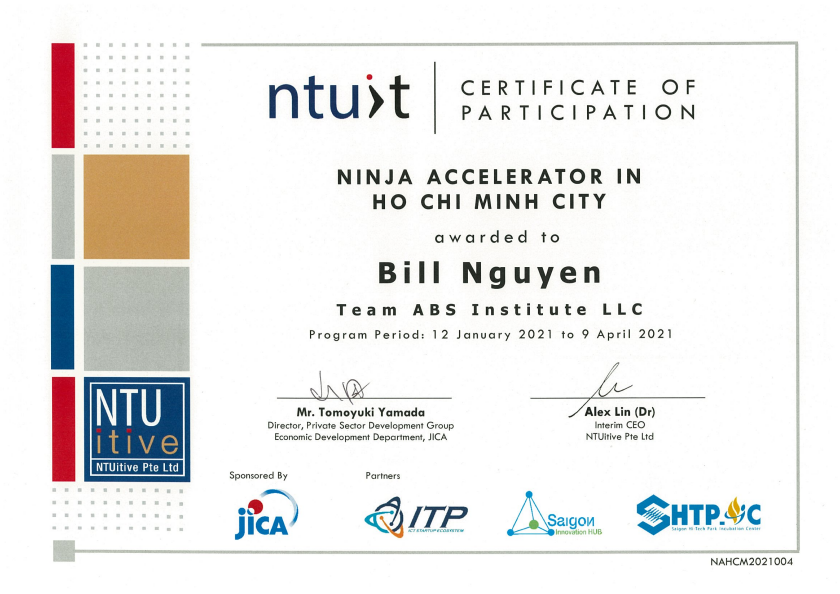 ntuit
CERTIFICATE OF
PARTICIPATION
NINJA ACCELERATOR IN
HO CHI MINH CITY
awarded to
Bill Nguyen
Team ABS Institute LLC
Program Period: 12 January 2021 to 9 April 2021
Mr. Tomoyuki Yamada
Director, Private Sector Development Group
Economic Development Department, JICA
Alex Lin (Dr)
Interim CEO
NTUitive Pte Ltd
NTU
itive
NTUitive Pte Ltd
Sponsored By
Partners
jICA
ITP
ICT STARTUP ECOSYSTEM
Saigon
Innovation HUB
SHTP.IC
Saigon Hi Tech Park Incubation Center
NAHCM2021004